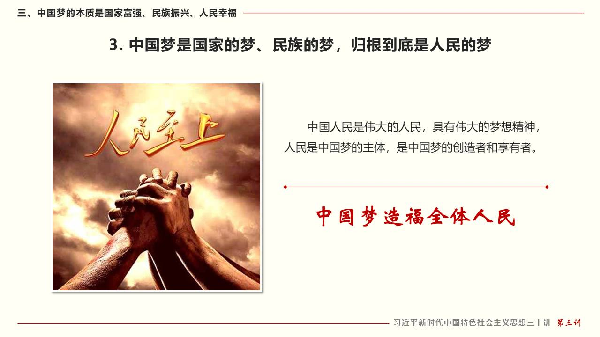 三、中国梦的本质是国家富强、民族振兴、人民幸福
3. 中国梦是国家的梦、民族的梦，归根到底是人民的梦
人民至上
中国人民是伟大的人民，具有伟大的梦想精神，
人民是中国梦的主体，是中国梦的创造者和享有者。
中国梦造福全体人民
习近平新时代中国特色社会主义思想三十讲 第三讲